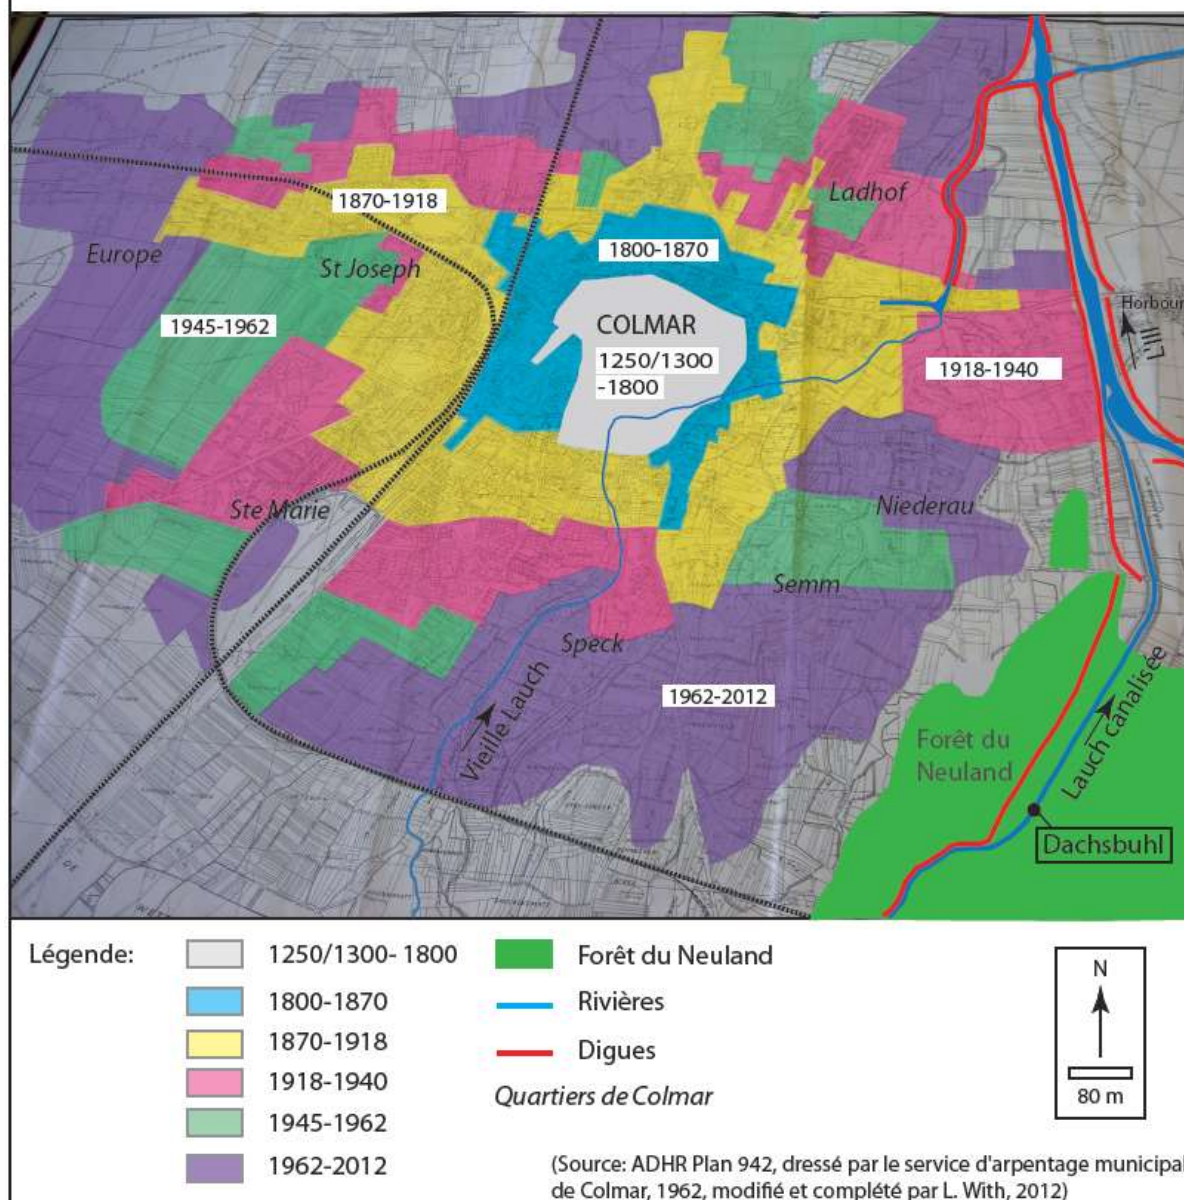 1870-1918
Ladhof
Europe
St Joseph
1800-1870
1945-1962
COLMAR
1250/1300
-1800
Horbour
L'Ill
1918-1940
Ste Marie
Niederau
Semm
Speck
1962-2012
Vieille Lauch
Forêt du
Neuland
Lauch canalisée
Dachsbuhl
Légende:
1250/1300- 1800
1800-1870
1870-1918
1918-1940
1945-1962
1962-2012
Forêt du Neuland
Rivières
Digues
Quartiers de Colmar
N
80 m
(Source: ADHR Plan 942, dressé par le service d'arpentage municipal
de Colmar, 1962, modifié et complété par L. With, 2012)